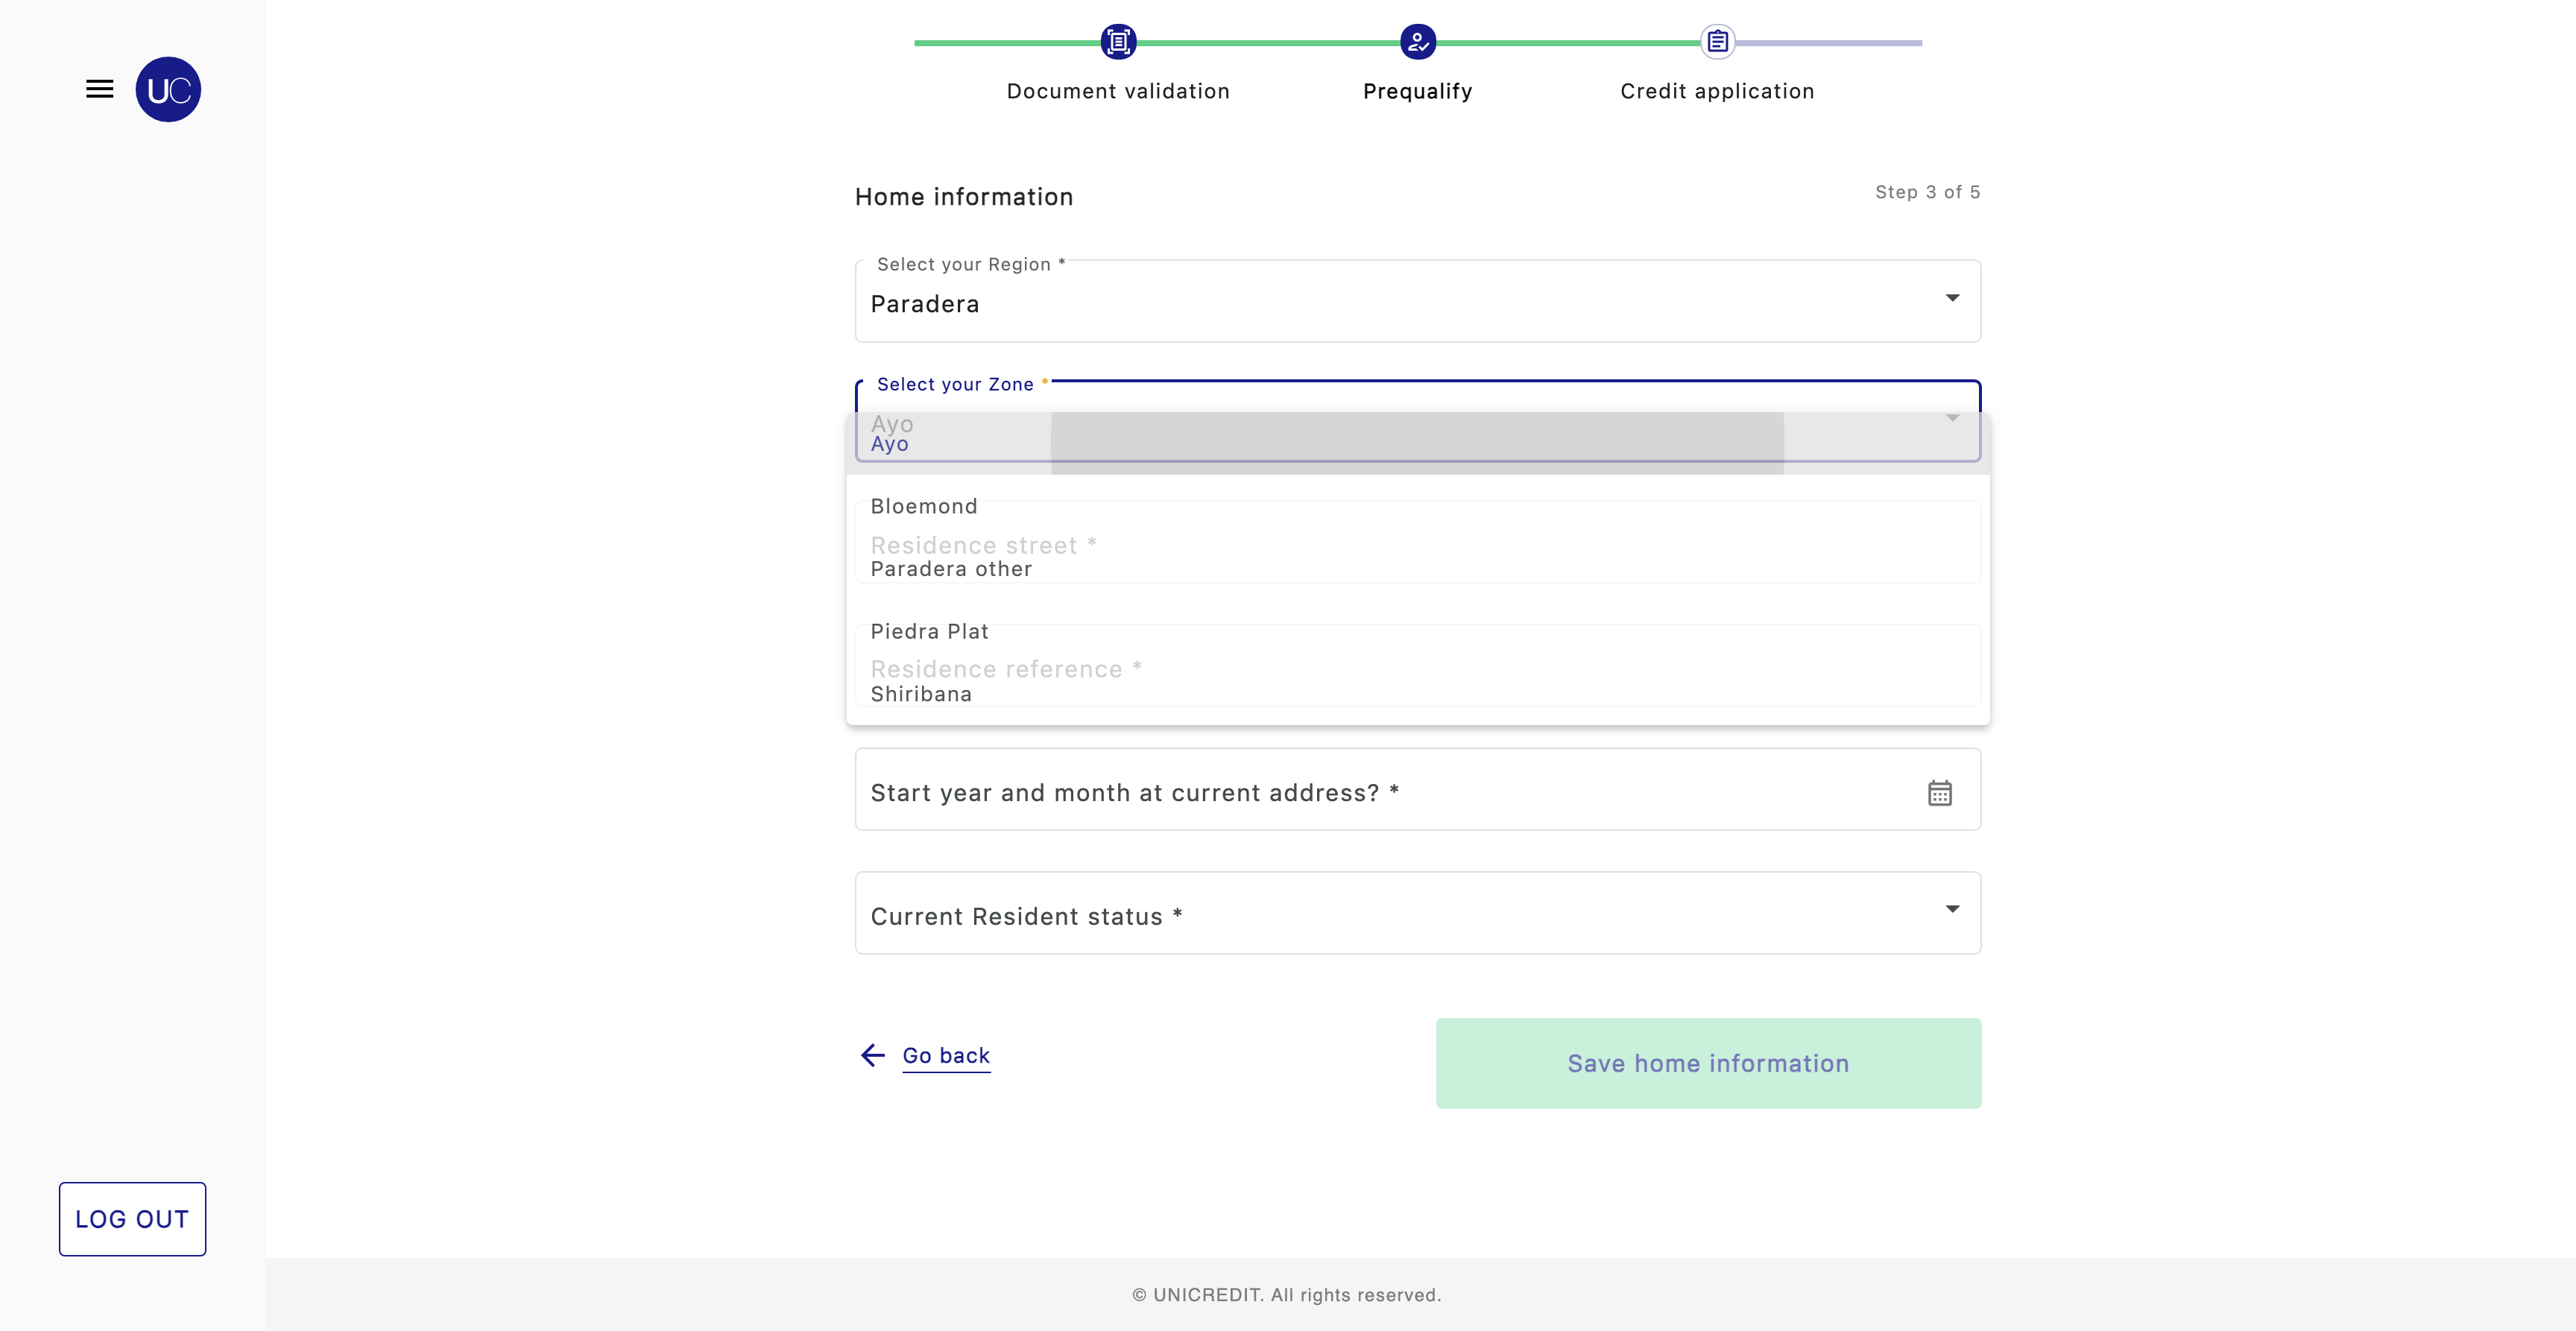 UC
Document validation
Prequalify
Credit application
Home information
Step 3 of 5
Select your Region *
Paradera
Select your Zone *
Ayo
Ayo
Bloemond
Residence street *
Paradera other
Piedra Plat
Residence reference *
Shiribana
Start year and month at current address? *
Current Resident status *
Go back
Save home information
LOG OUT
© UNICREDIT. All rights reserved.